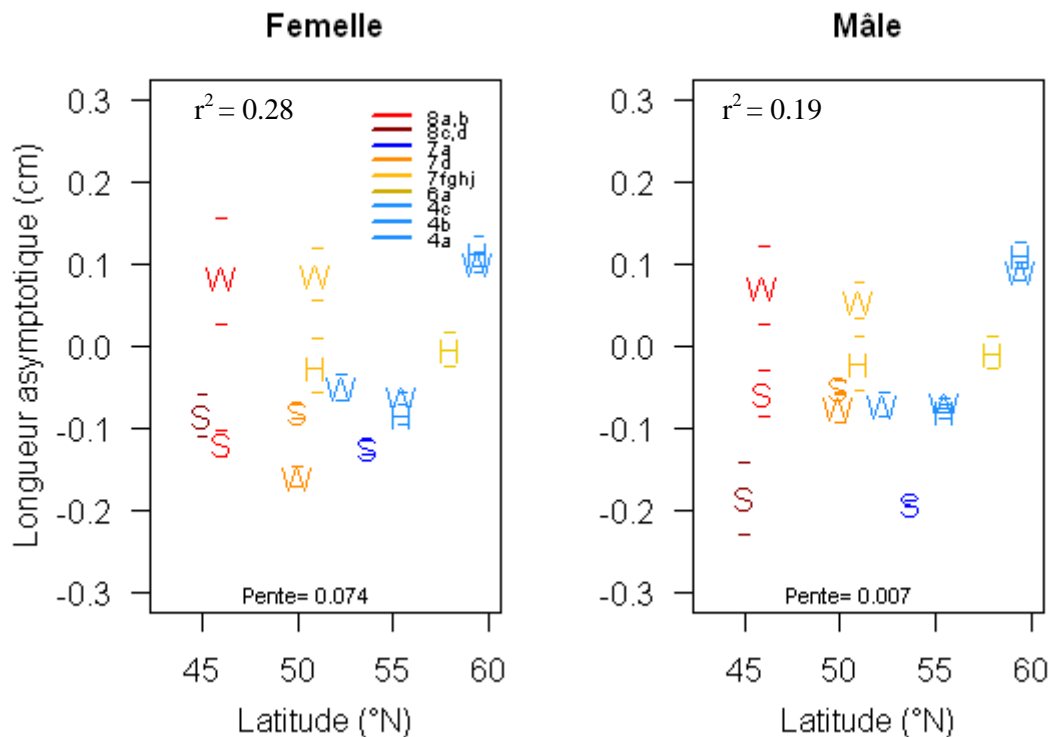 Femelle
Mâle
r² = 0.28
r² = 0.19
8a,b
8c,d
7a
7d
7fghj
6a
4c
4b
4a
Longueur asymptotique (cm)
0.3
0.2
0.1
0.0
-0.1
-0.2
-0.3
W
S
S
W
H
S
W
W
S
W
H
H
H
W
Pente= 0.074
45
50
55
60
Latitude (°N)
0.3
0.2
0.1
0.0
-0.1
-0.2
-0.3
W
S
S
W
H
S
W
W
S
W
H
H
H
W
Pente= 0.007
45
50
55
60
Latitude (°N)